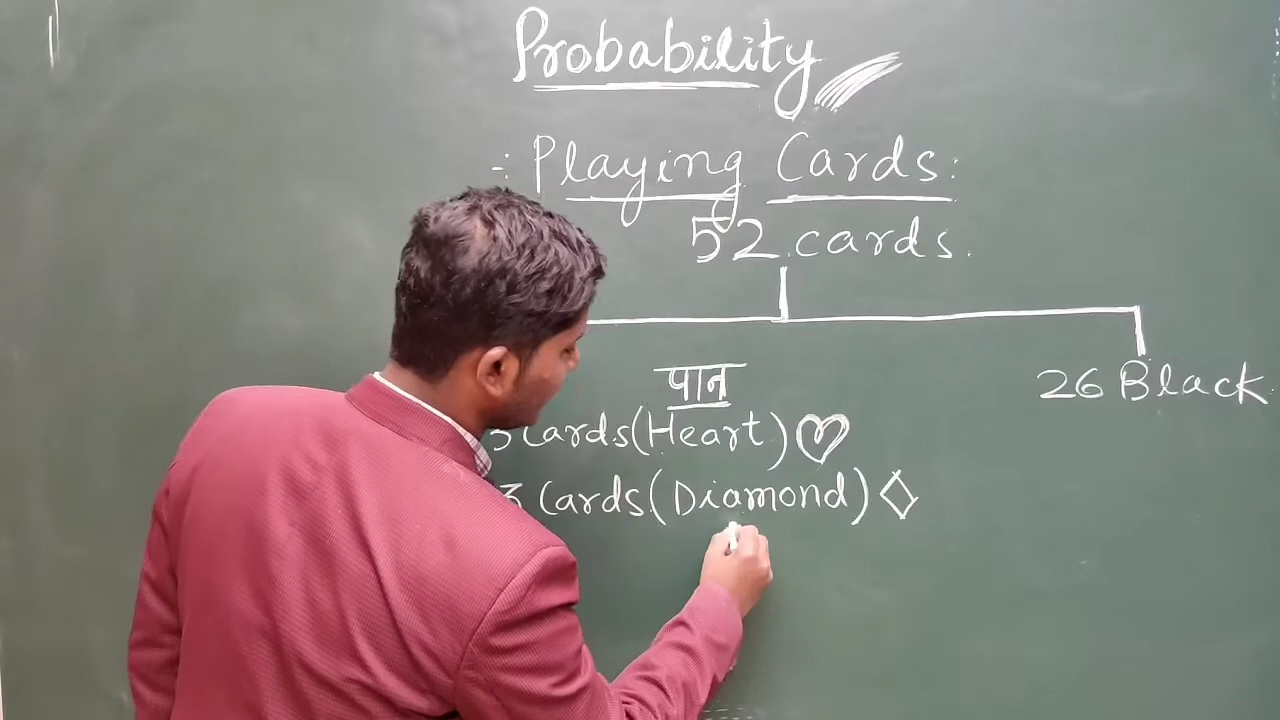 Probability
Playing Cards:
52 cards.
26 Black
पान
Cards (Heart)
Cards (Diamond)